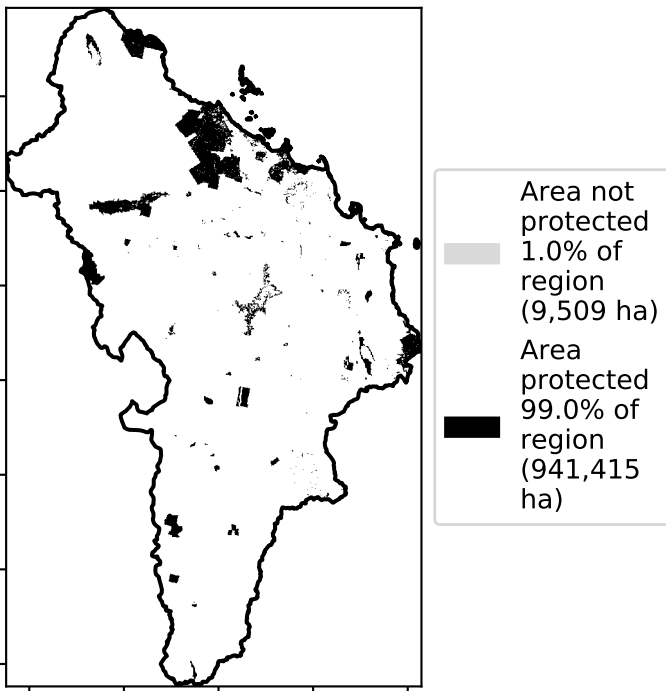 Area not
protected
1.0% of
region
(9,509 ha)
Area
protected
99.0% of
region
(941,415
ha)